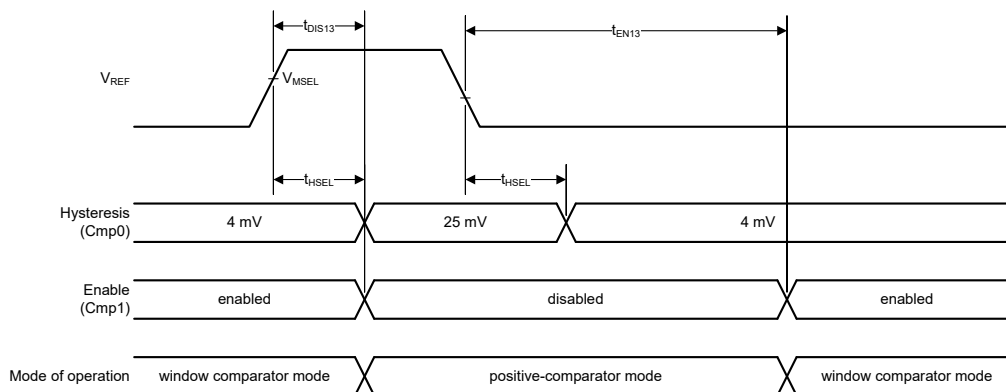 tDIS13
tEN13
VREF
VMSEL
tHSEL
tHSEL
Hysteresis
(Cmp0)
4 mV
25 mV
4 mV
Enable
(Cmp1)
enabled
disabled
enabled
Mode of operation
window comparator mode
positive-comparator mode
window comparator mode